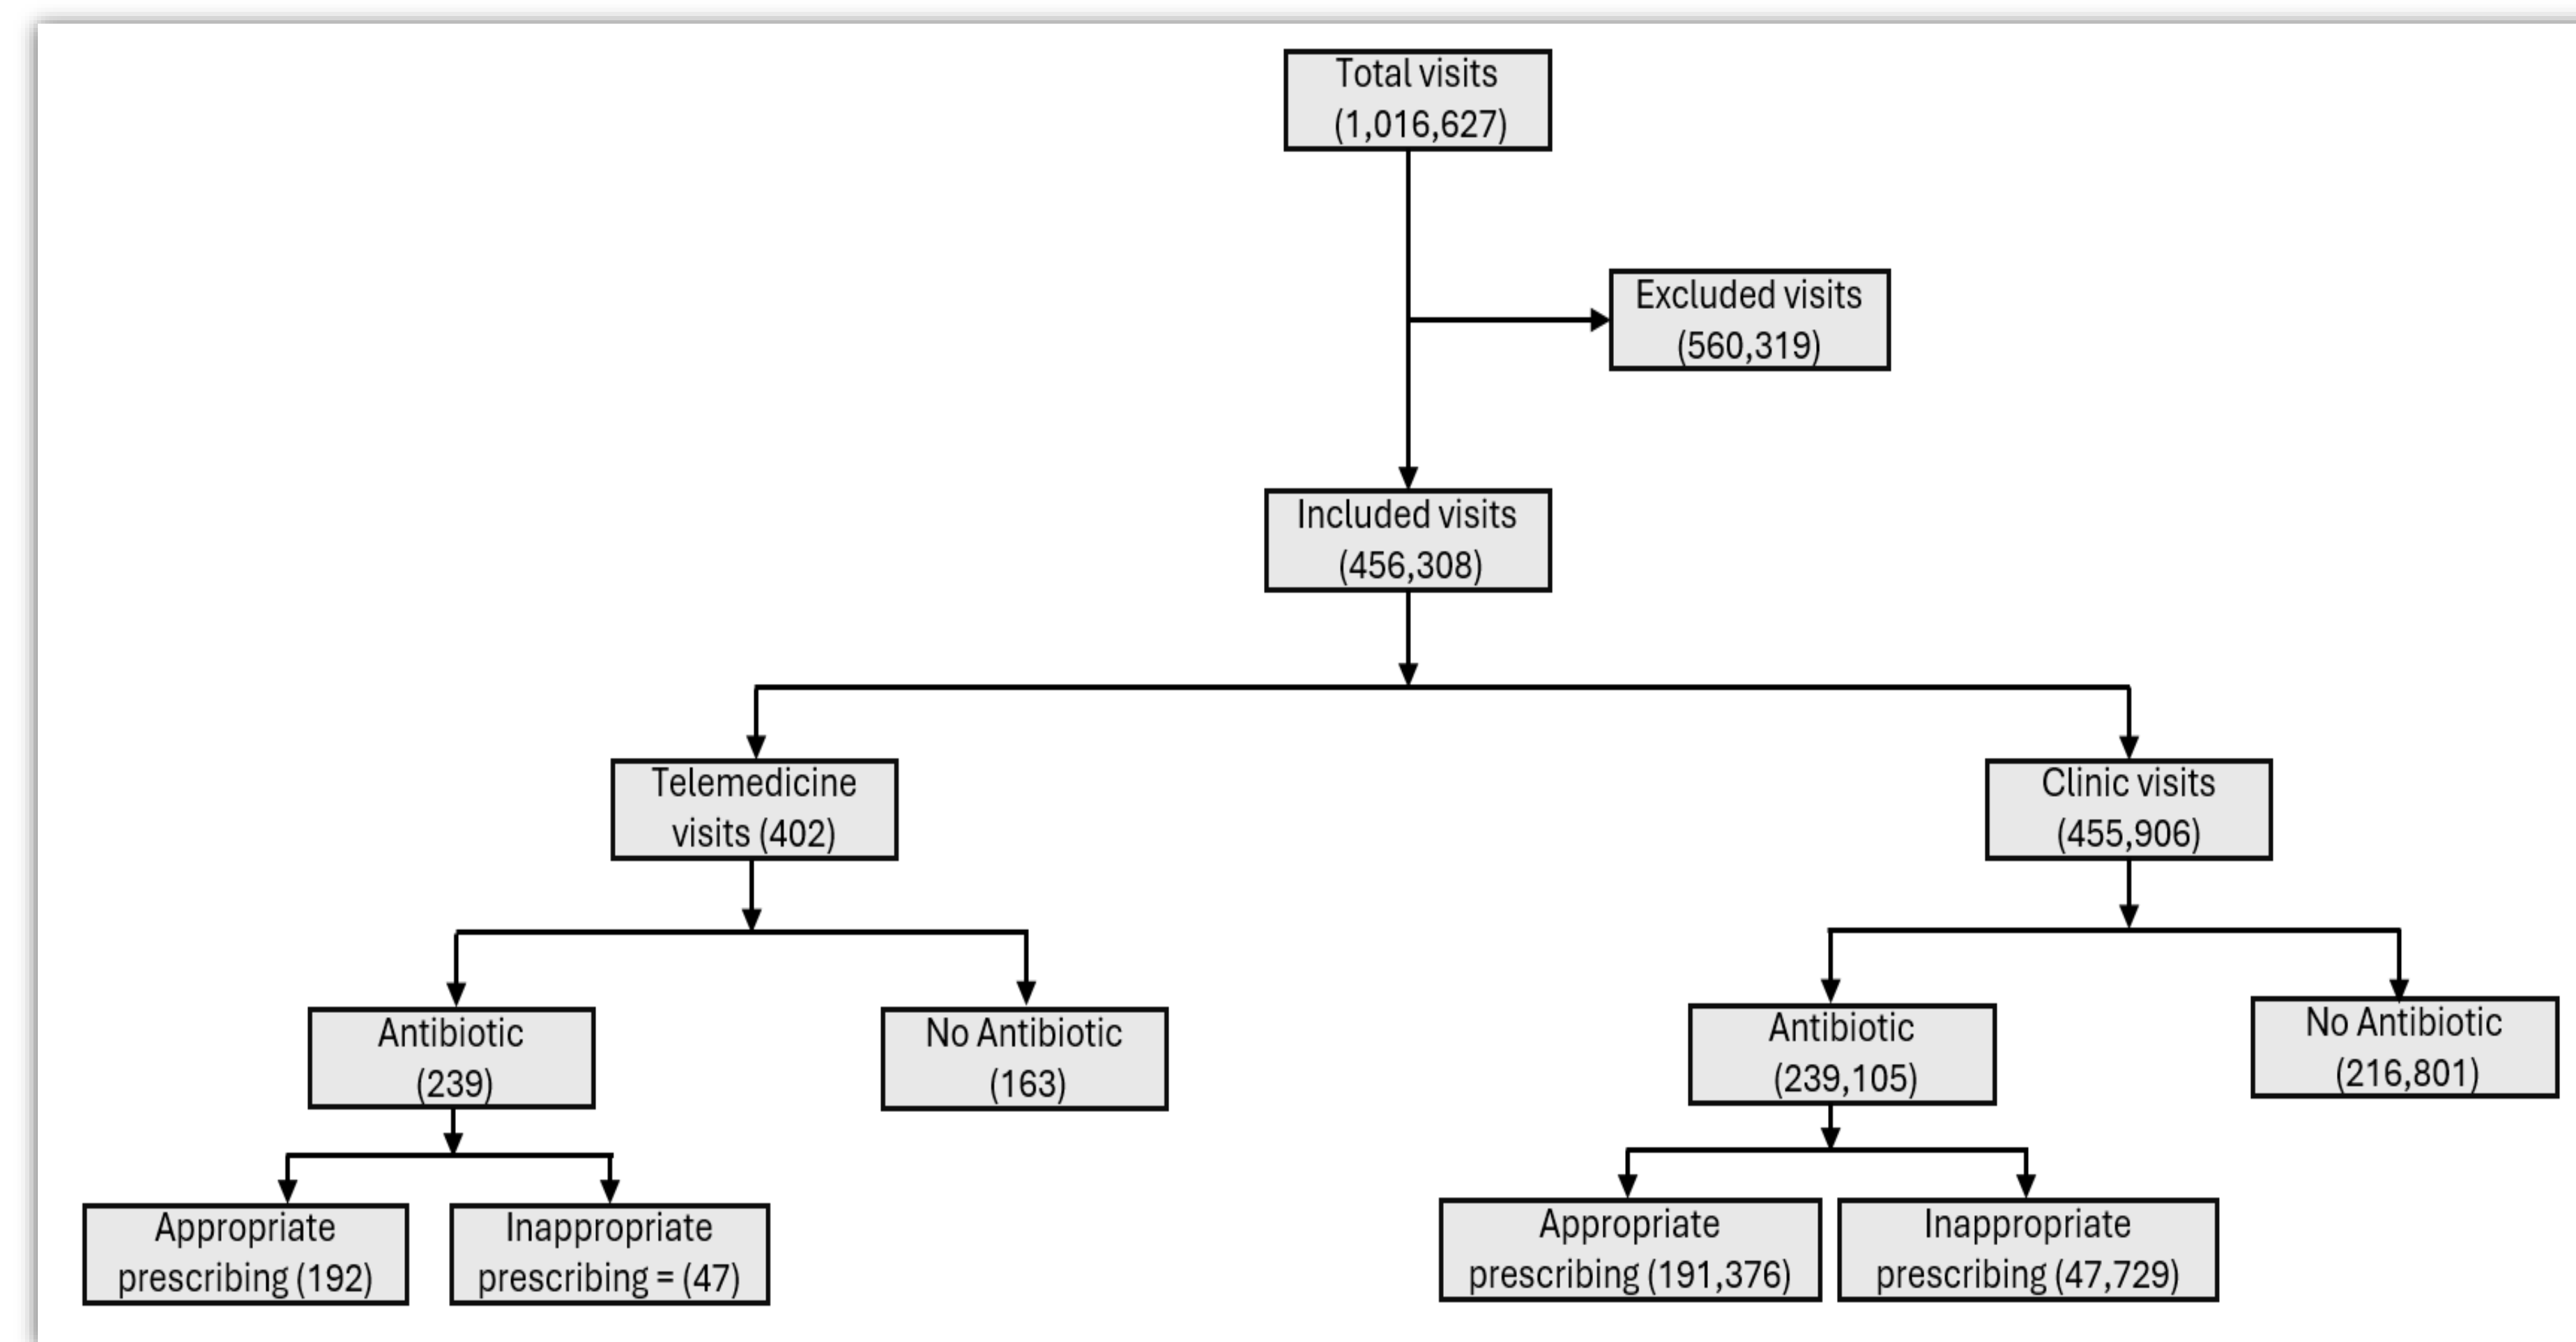 Total visits
(1,016,627)
Excluded visits
(560,319)
Included visits
(456,308)
Telemedicine
visits (402)
Clinic visits
(455,906)
Antibiotic
(239)
No Antibiotic
(163)
Antibiotic
(239,105)
No Antibiotic
(216,801)
Appropriate
prescribing (192)
Inappropriate
prescribing = (47)
Appropriate
prescribing (191,376)
Inappropriate
prescribing (47,729)